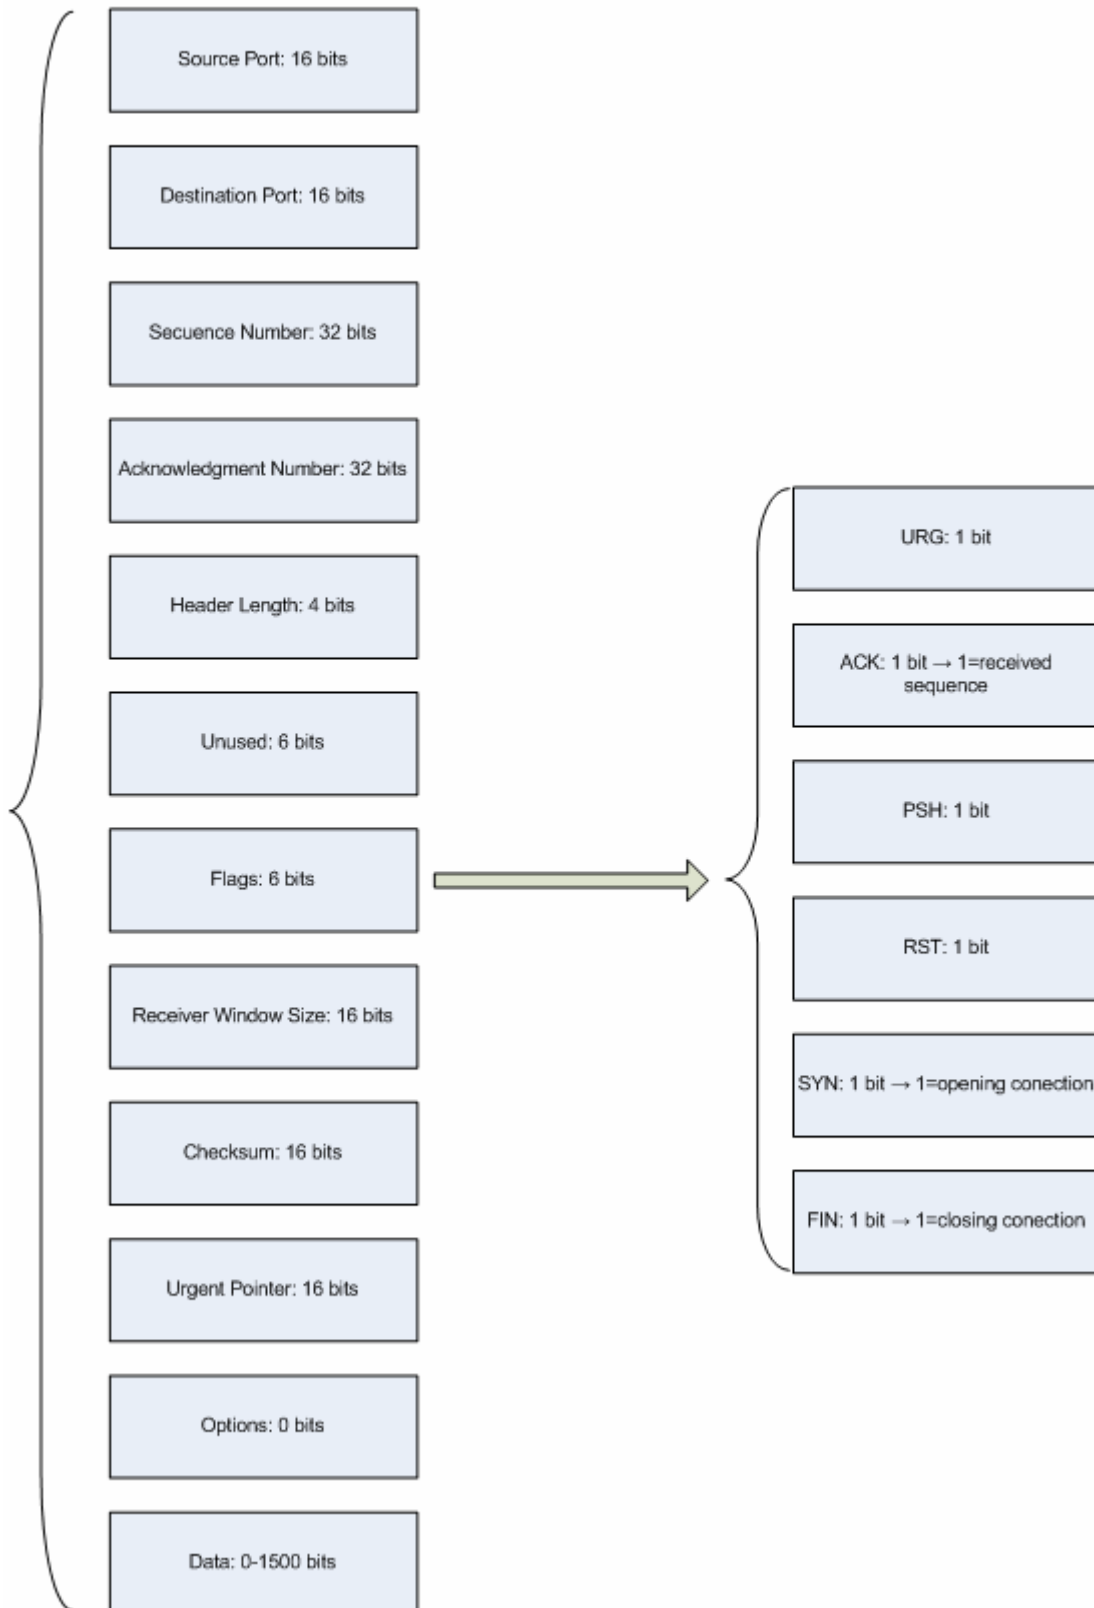 Source Port: 16 bits
Destination Port: 16 bits
Secuence Number: 32 bits
Acknowledgment Number: 32 bits
Header Length: 4 bits
Unused: 6 bits
Flags: 6 bits
Receiver Window Size: 16 bits
Checksum: 16 bits
Urgent Pointer: 16 bits
Options: 0 bits
Data: 0-1500 bits
URG: 1 bit
ACK: 1 bit → 1=received
sequence
PSH: 1 bit
RST: 1 bit
SYN: 1 bit → 1=opening conection
FIN: 1 bit → 1=closing conection